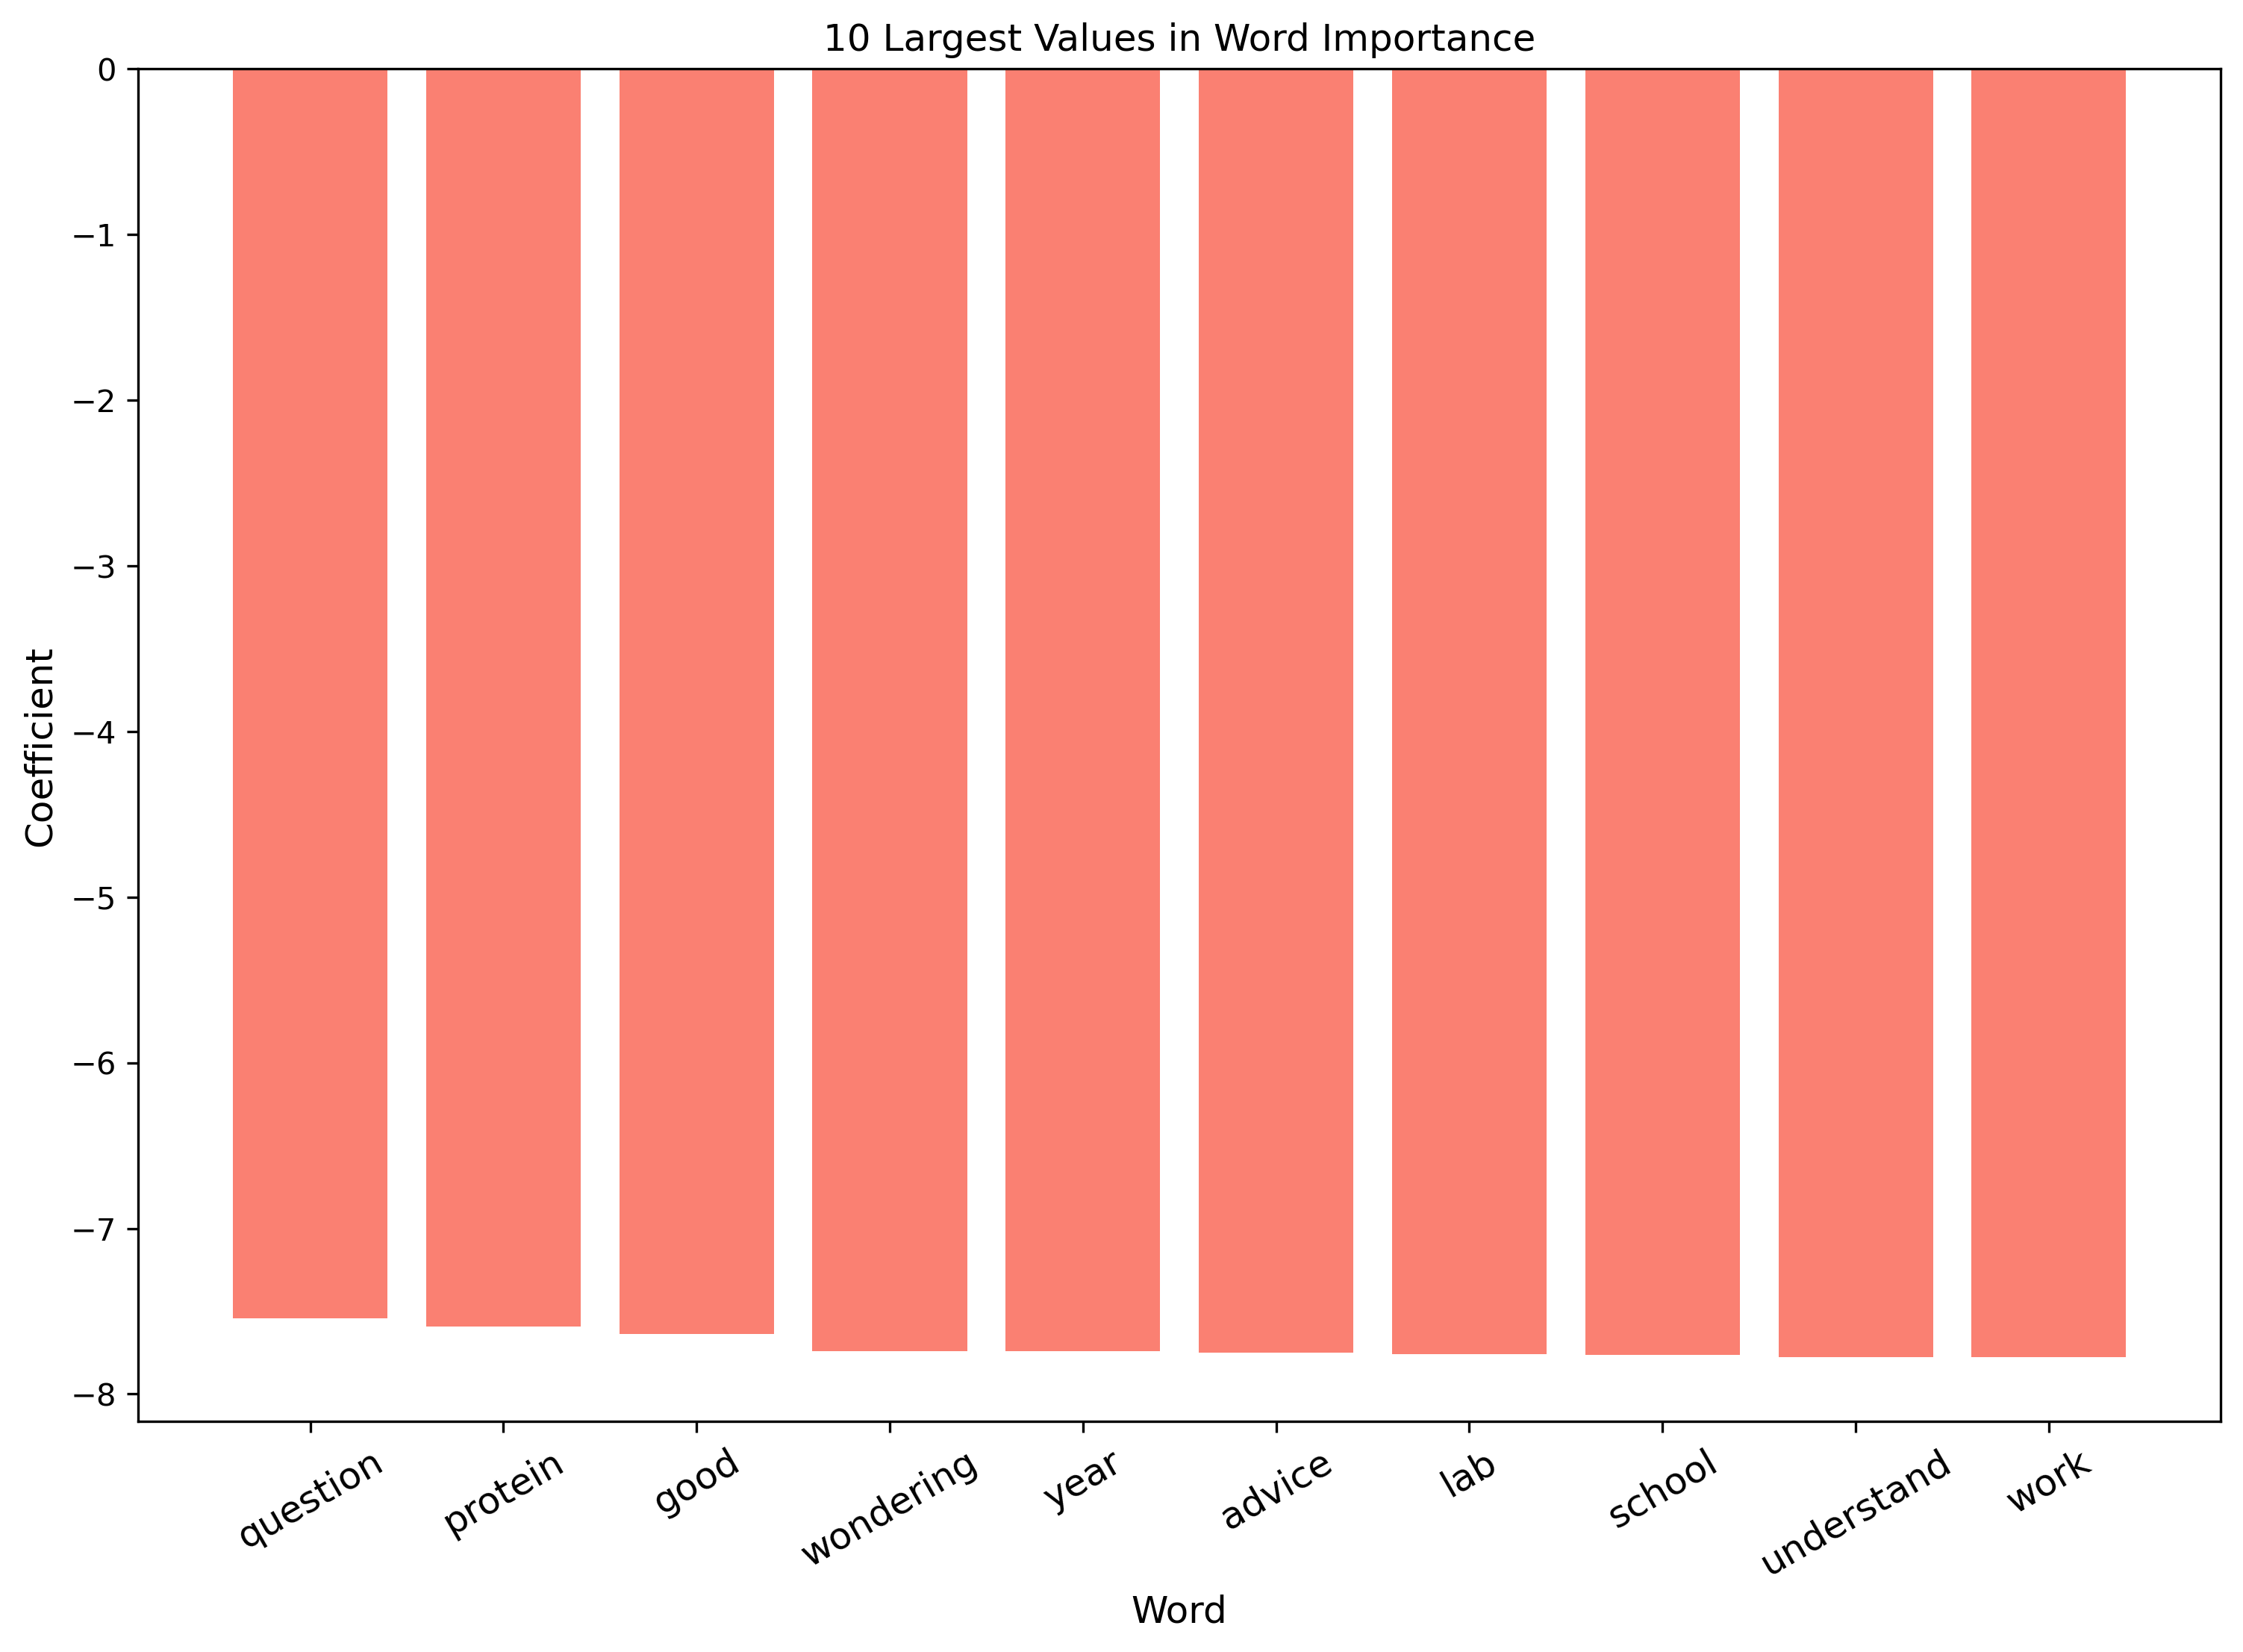 10 Largest Values in Word Importance
0
−1
−2
−3
−4
−5
−6
−7
−8
Coefficient
question
protein
good
wondering
year
advice
lab
school
understand
work
Word